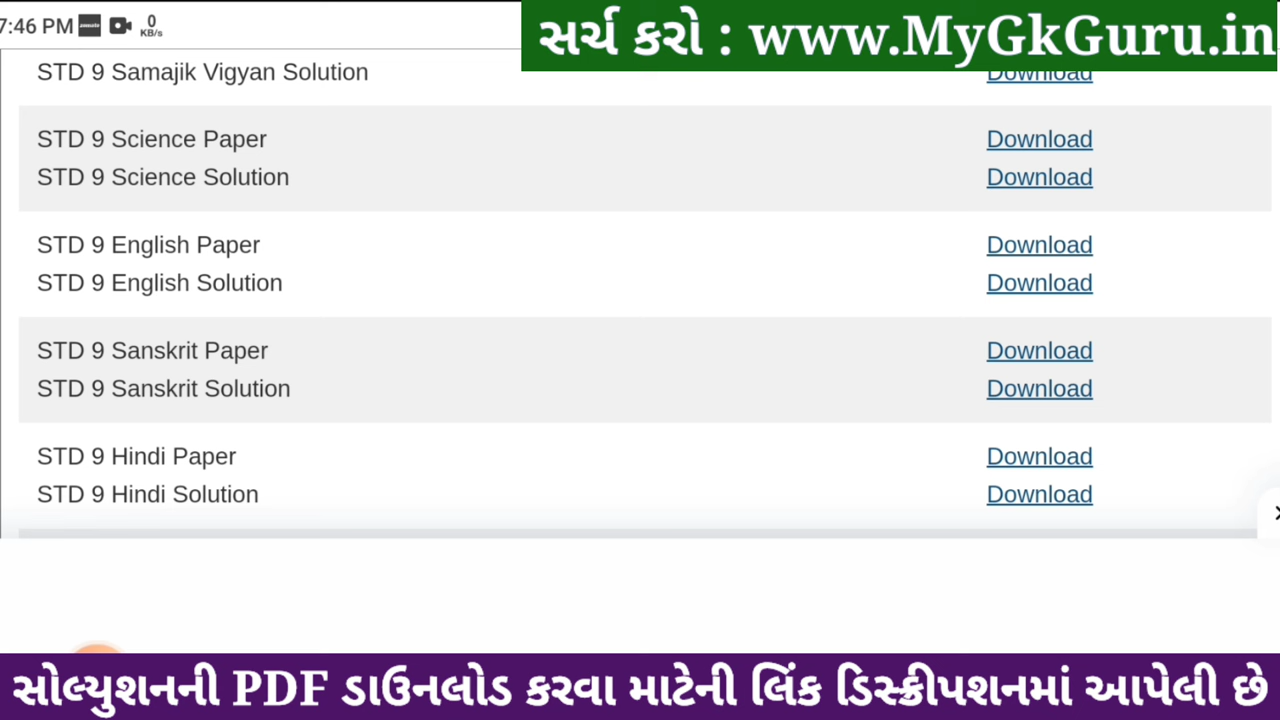 7:46 PM 0 KB/s
સર્ચ કરો : www.MyGkGuru.in
STD 9 Samajik Vigyan Solution Download
STD 9 Science Paper Download
STD 9 Science Solution Download
STD 9 English Paper Download
STD 9 English Solution Download
STD 9 Sanskrit Paper Download
STD 9 Sanskrit Solution Download
STD 9 Hindi Paper Download
STD 9 Hindi Solution Download
સોલ્યુશનની PDF ડાઉનલોડ કરવા માટેની લિંક ડિસ્ક્રીપશનમાં આપેલી છે